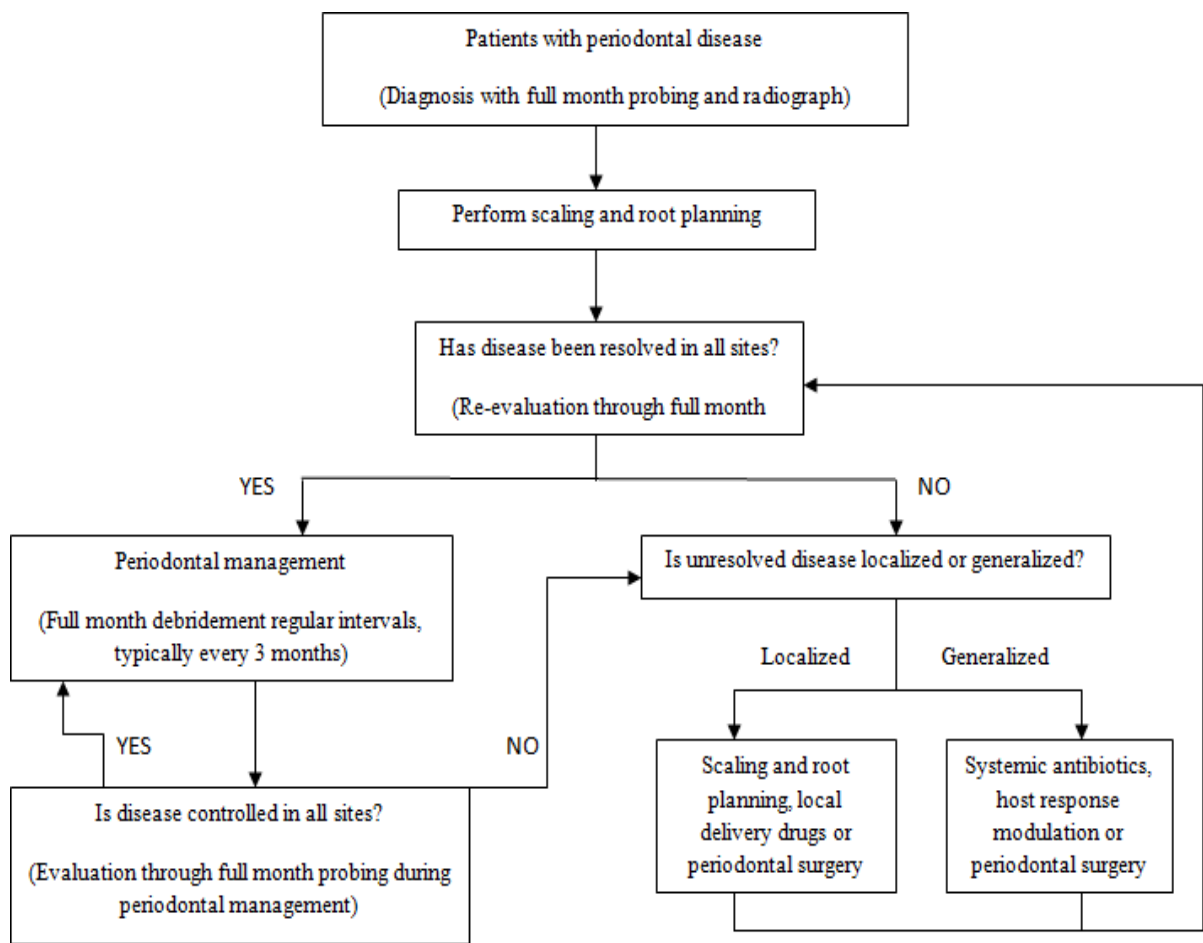 Patients with periodontal disease
(Diagnosis with full month probing and radiograph)
Perform scaling and root planning
Has disease been resolved in all sites?
(Re-evaluation through full month
YES
NO
Periodontal management
(Full month debridement regular intervals,
typically every 3 months)
Is unresolved disease localized or generalized?
Localized
Generalized
YES
NO
Is disease controlled in all sites?
(Evaluation through full month probing during
periodontal management)
Scaling and root
planning, local
delivery drugs or
periodontal surgery
Systemic antibiotics,
host response
modulation or
periodontal surgery